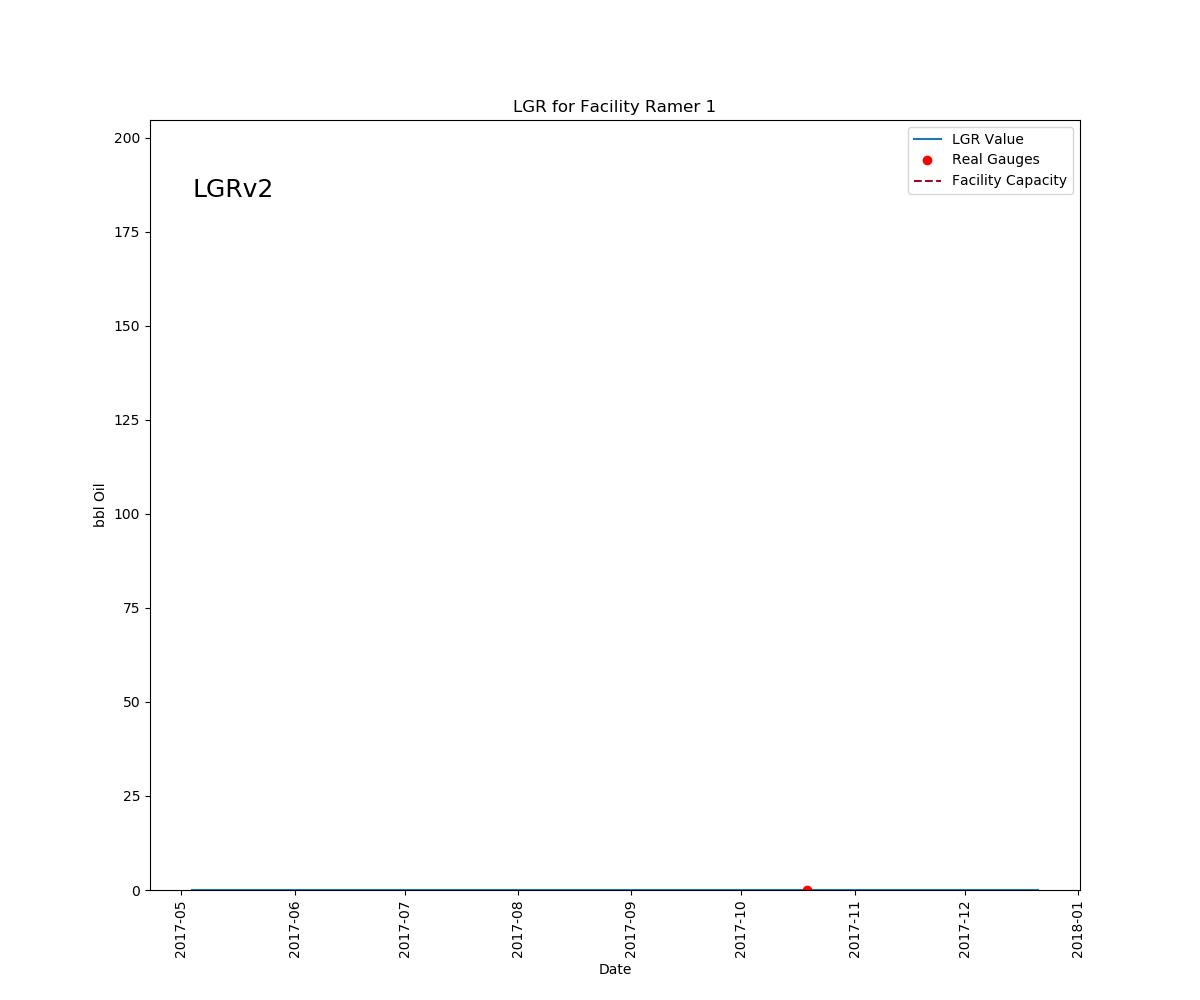 LGR for Facility Ramer 1
LGRv2
LGR Value
Real Gauges
Facility Capacity
bbl Oil
200
175
150
125
100
75
50
25
0
2017-05
2017-06
2017-07
2017-08
2017-09
2017-10
2017-11
2017-12
2018-01
Date